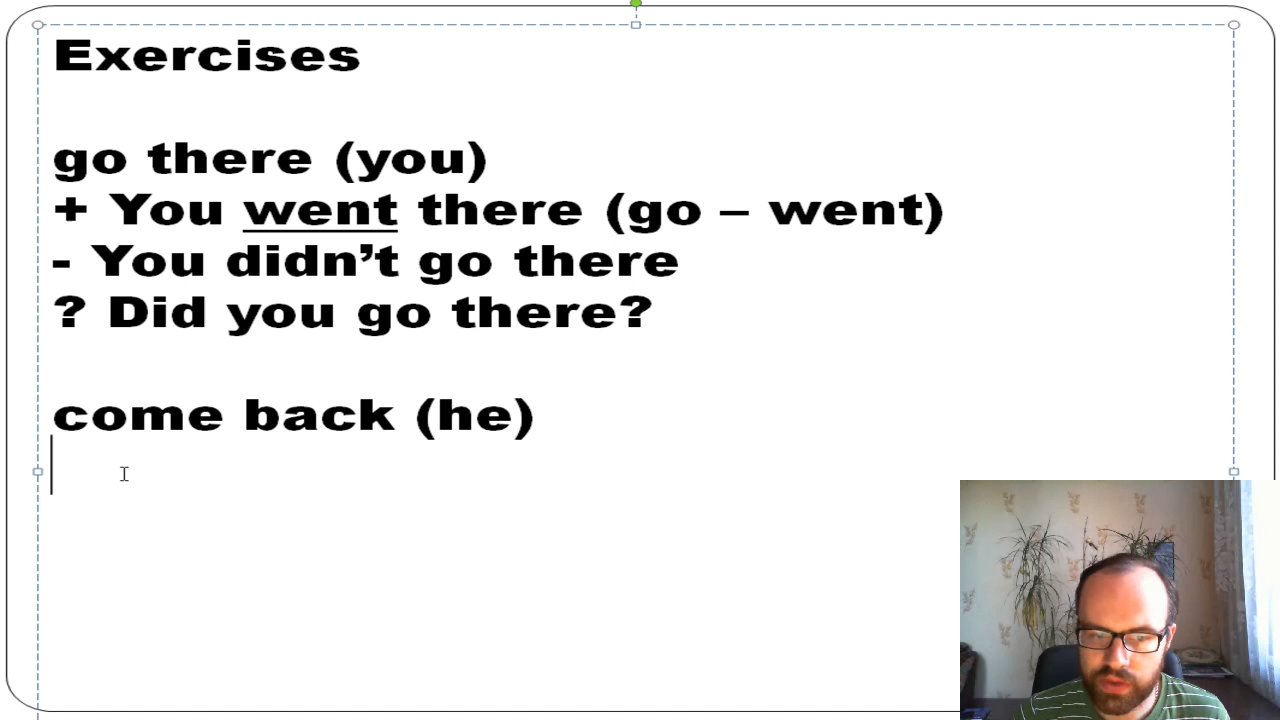 Exercises
go there (you)
+ You went there (go – went)
- You didn’t go there
? Did you go there?
come back (he)